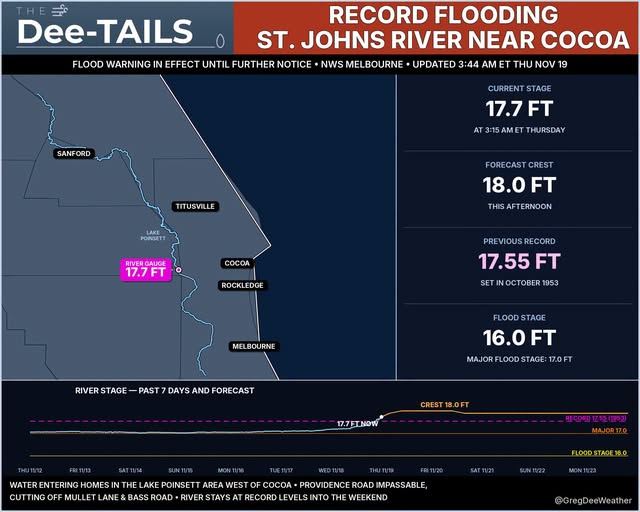 THE
Dee-TAILS
RECORD FLOODING
ST. JOHNS RIVER NEAR COCOA
FLOOD WARNING IN EFFECT UNTIL FURTHER NOTICE • NWS MELBOURNE • UPDATED 3:44 AM ET THU NOV 19
SANFORD
TITUSVILLE
LAKE
POINSETT
RIVER GAUGE
17.7 FT
COCOA
ROCKLEDGE
MELBOURNE
CURRENT STAGE
17.7 FT
AT 3:15 AM ET THURSDAY
FORECAST CREST
18.0 FT
THIS AFTERNOON
PREVIOUS RECORD
17.55 FT
SET IN OCTOBER 1953
FLOOD STAGE
16.0 FT
MAJOR FLOOD STAGE: 17.0 FT
RIVER STAGE — PAST 7 DAYS AND FORECAST
CREST 18.0 FT
17.7 FT NOW
RECORD 17.55 (1953)
MAJOR 17.0
FLOOD STAGE 16.0
THU 11/12 FRI 11/13 SAT 11/14 SUN 11/15 MON 11/16 TUE 11/17 WED 11/18 THU 11/19 FRI 11/20 SAT 11/21 SUN 11/22 MON 11/23
WATER ENTERING HOMES IN THE LAKE POINSETT AREA WEST OF COCOA • PROVIDENCE ROAD IMPASSABLE,
CUTTING OFF MULLET LANE & BASS ROAD • RIVER STAYS AT RECORD LEVELS INTO THE WEEKEND
@GregDeeWeather